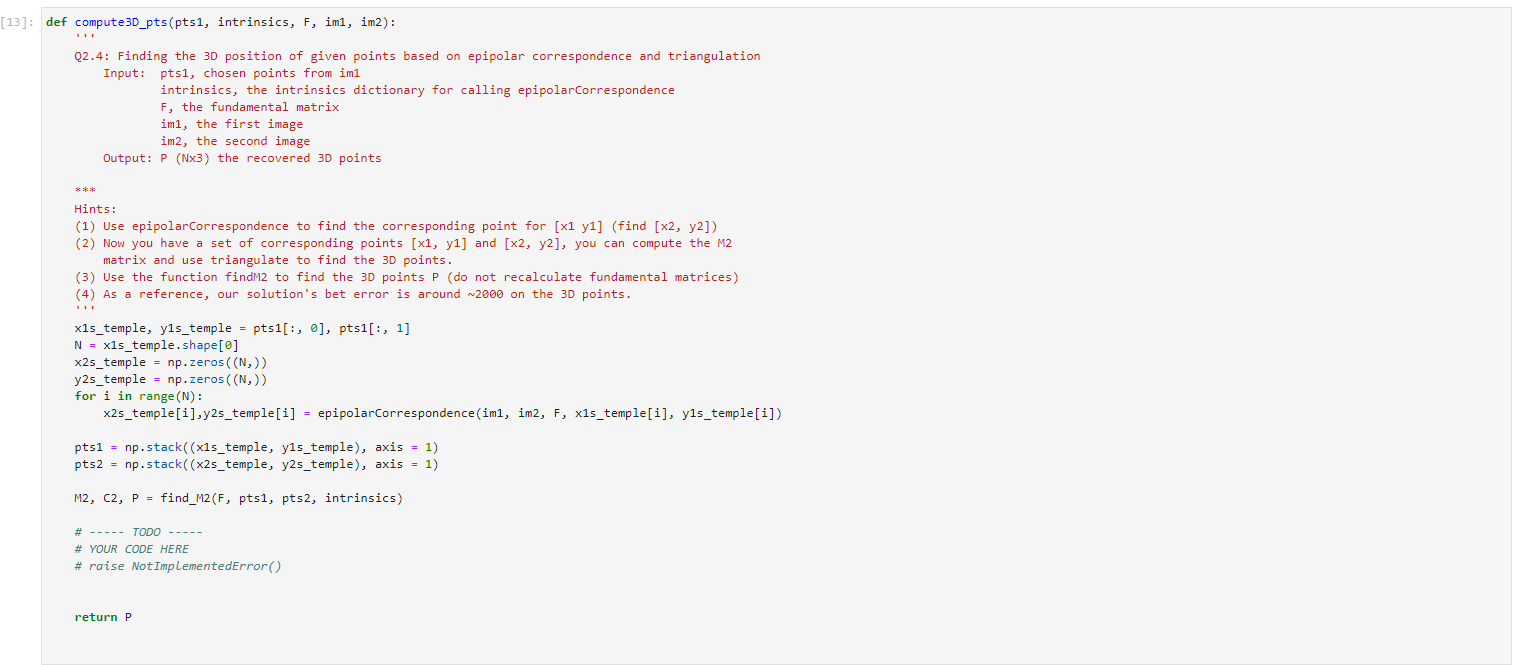 [13]: def compute3D_pts(pts1, intrinsics, F, im1, im2):
'''
Q2.4: Finding the 3D position of given points based on epipolar correspondence and triangulation
Input: pts1, chosen points from im1
intrinsics, the intrinsics dictionary for calling epipolarCorrespondence
F, the fundamental matrix
im1, the first image
im2, the second image
Output: P (Nx3) the recovered 3D points
***
Hints:
(1) Use epipolarCorrespondence to find the corresponding point for [x1 y1] (find [x2, y2])
(2) Now you have a set of corresponding points [x1, y1] and [x2, y2], you can compute the M2
matrix and use triangulate to find the 3D points.
(3) Use the function findM2 to find the 3D points P (do not recalculate fundamental matrices)
(4) As a reference, our solution's bet error is around ~2000 on the 3D points.
'''
x1s_temple, y1s_temple = pts1[:, 0], pts1[:, 1]
N = x1s_temple.shape[0]
x2s_temple = np.zeros((N,))
y2s_temple = np.zeros((N,))
for i in range(N):
x2s_temple[i],y2s_temple[i] = epipolarCorrespondence(im1, im2, F, x1s_temple[i], y1s_temple[i])
pts1 = np.stack((x1s_temple, y1s_temple), axis = 1)
pts2 = np.stack((x2s_temple, y2s_temple), axis = 1)
M2, C2, P = find_M2(F, pts1, pts2, intrinsics)
# ----- TODO -----
# YOUR CODE HERE
# raise NotImplementedError()
return P